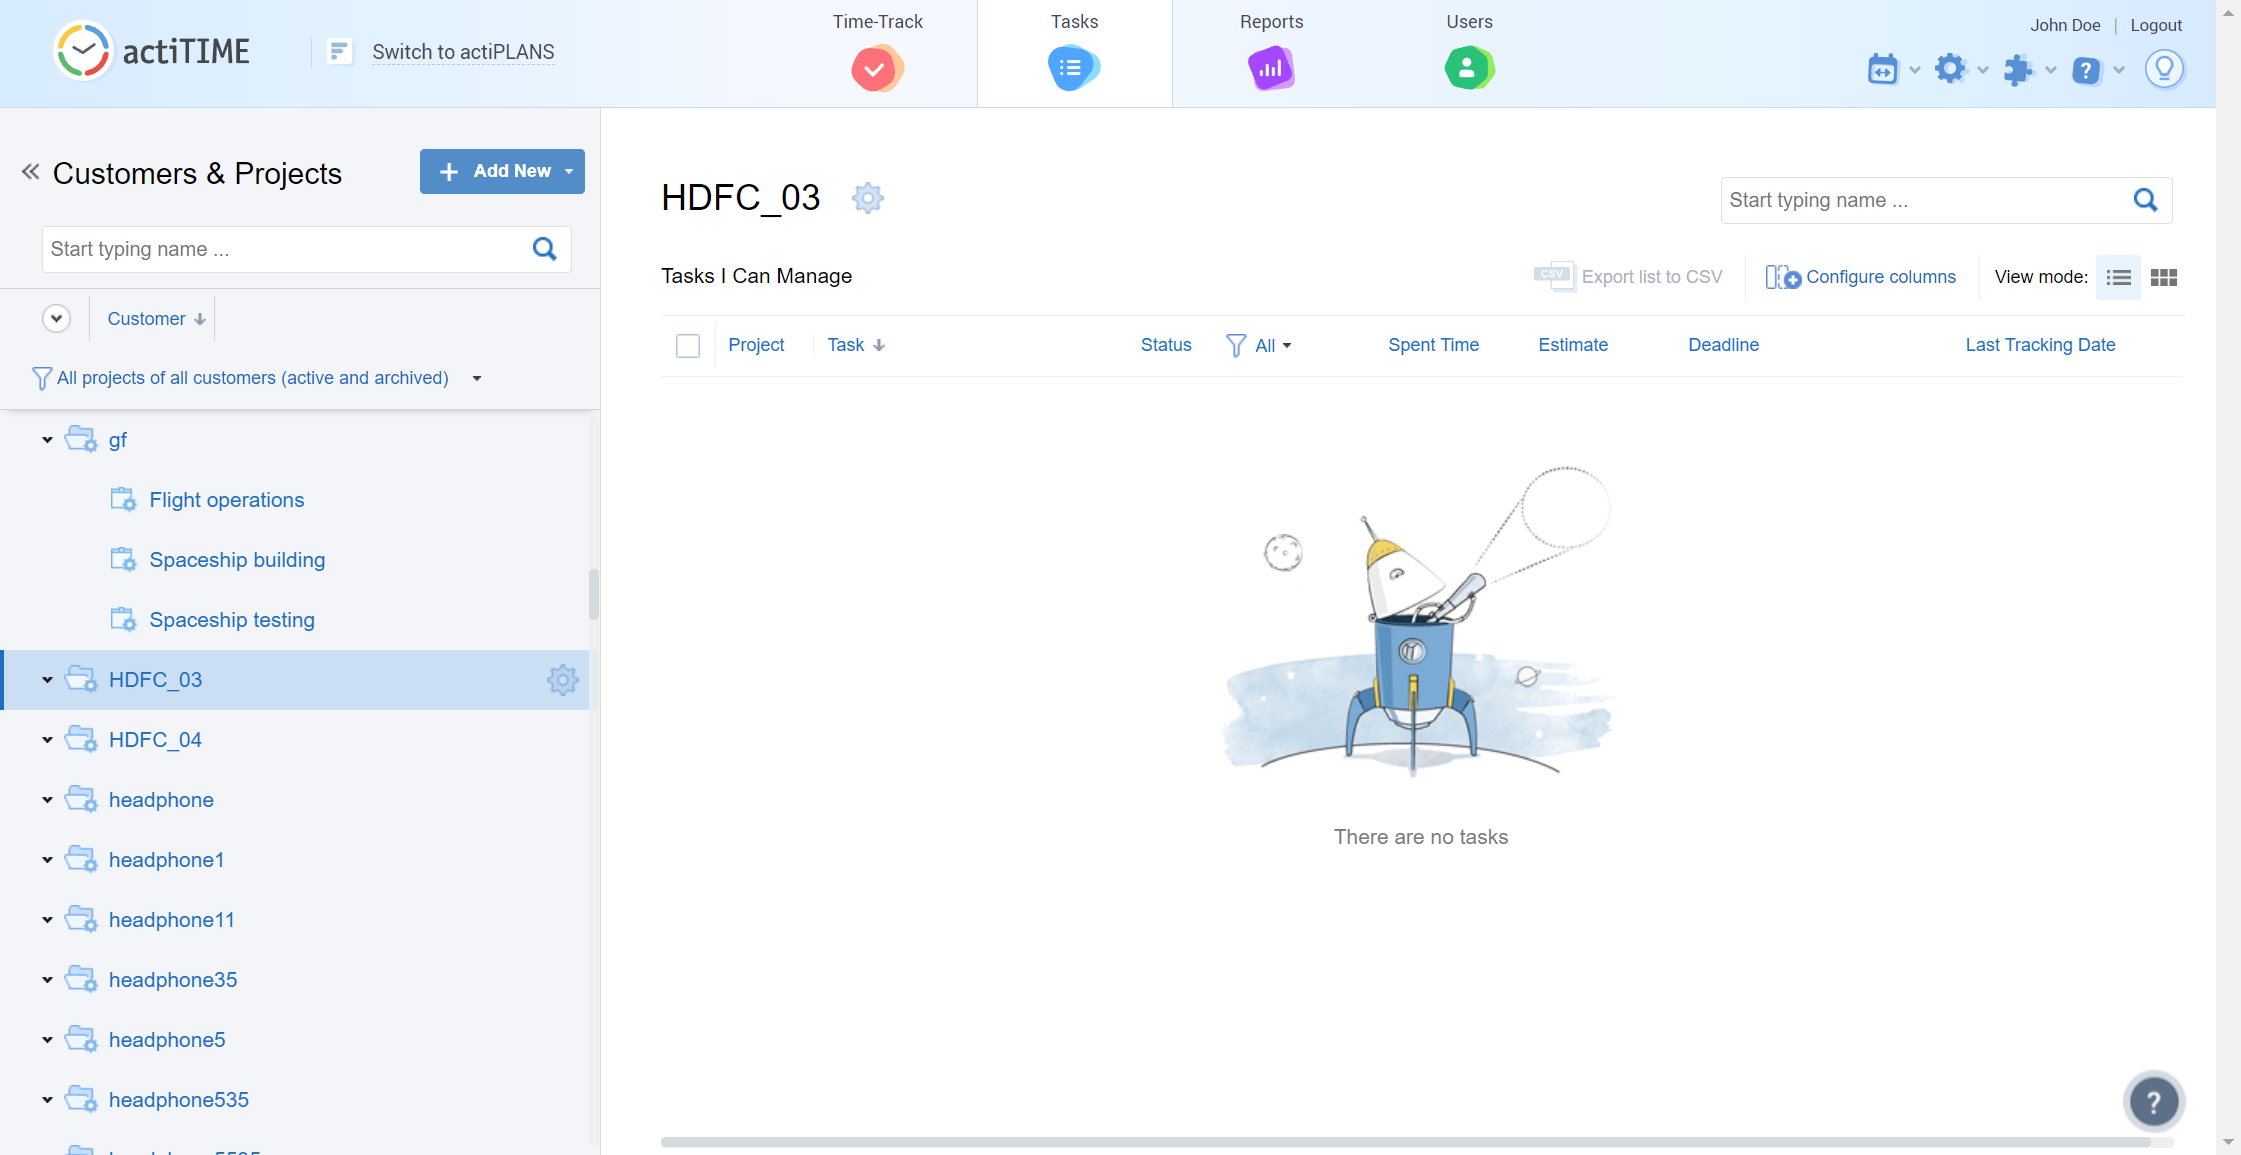 actiTIME
Switch to actiPLANS
Time-Track
Tasks
Reports
Users
John Doe | Logout
Customers & Projects
Add New
Start typing name ...
Customer
All projects of all customers (active and archived)
gf
Flight operations
Spaceship building
Spaceship testing
HDFC_03
HDFC_04
headphone
headphone1
headphone11
headphone35
headphone5
headphone535
HDFC_03
Start typing name ...
Tasks I Can Manage
CSV Export list to CSV
Configure columns
View mode:
Project
Task
Status
All
Spent Time
Estimate
Deadline
Last Tracking Date
There are no tasks
?